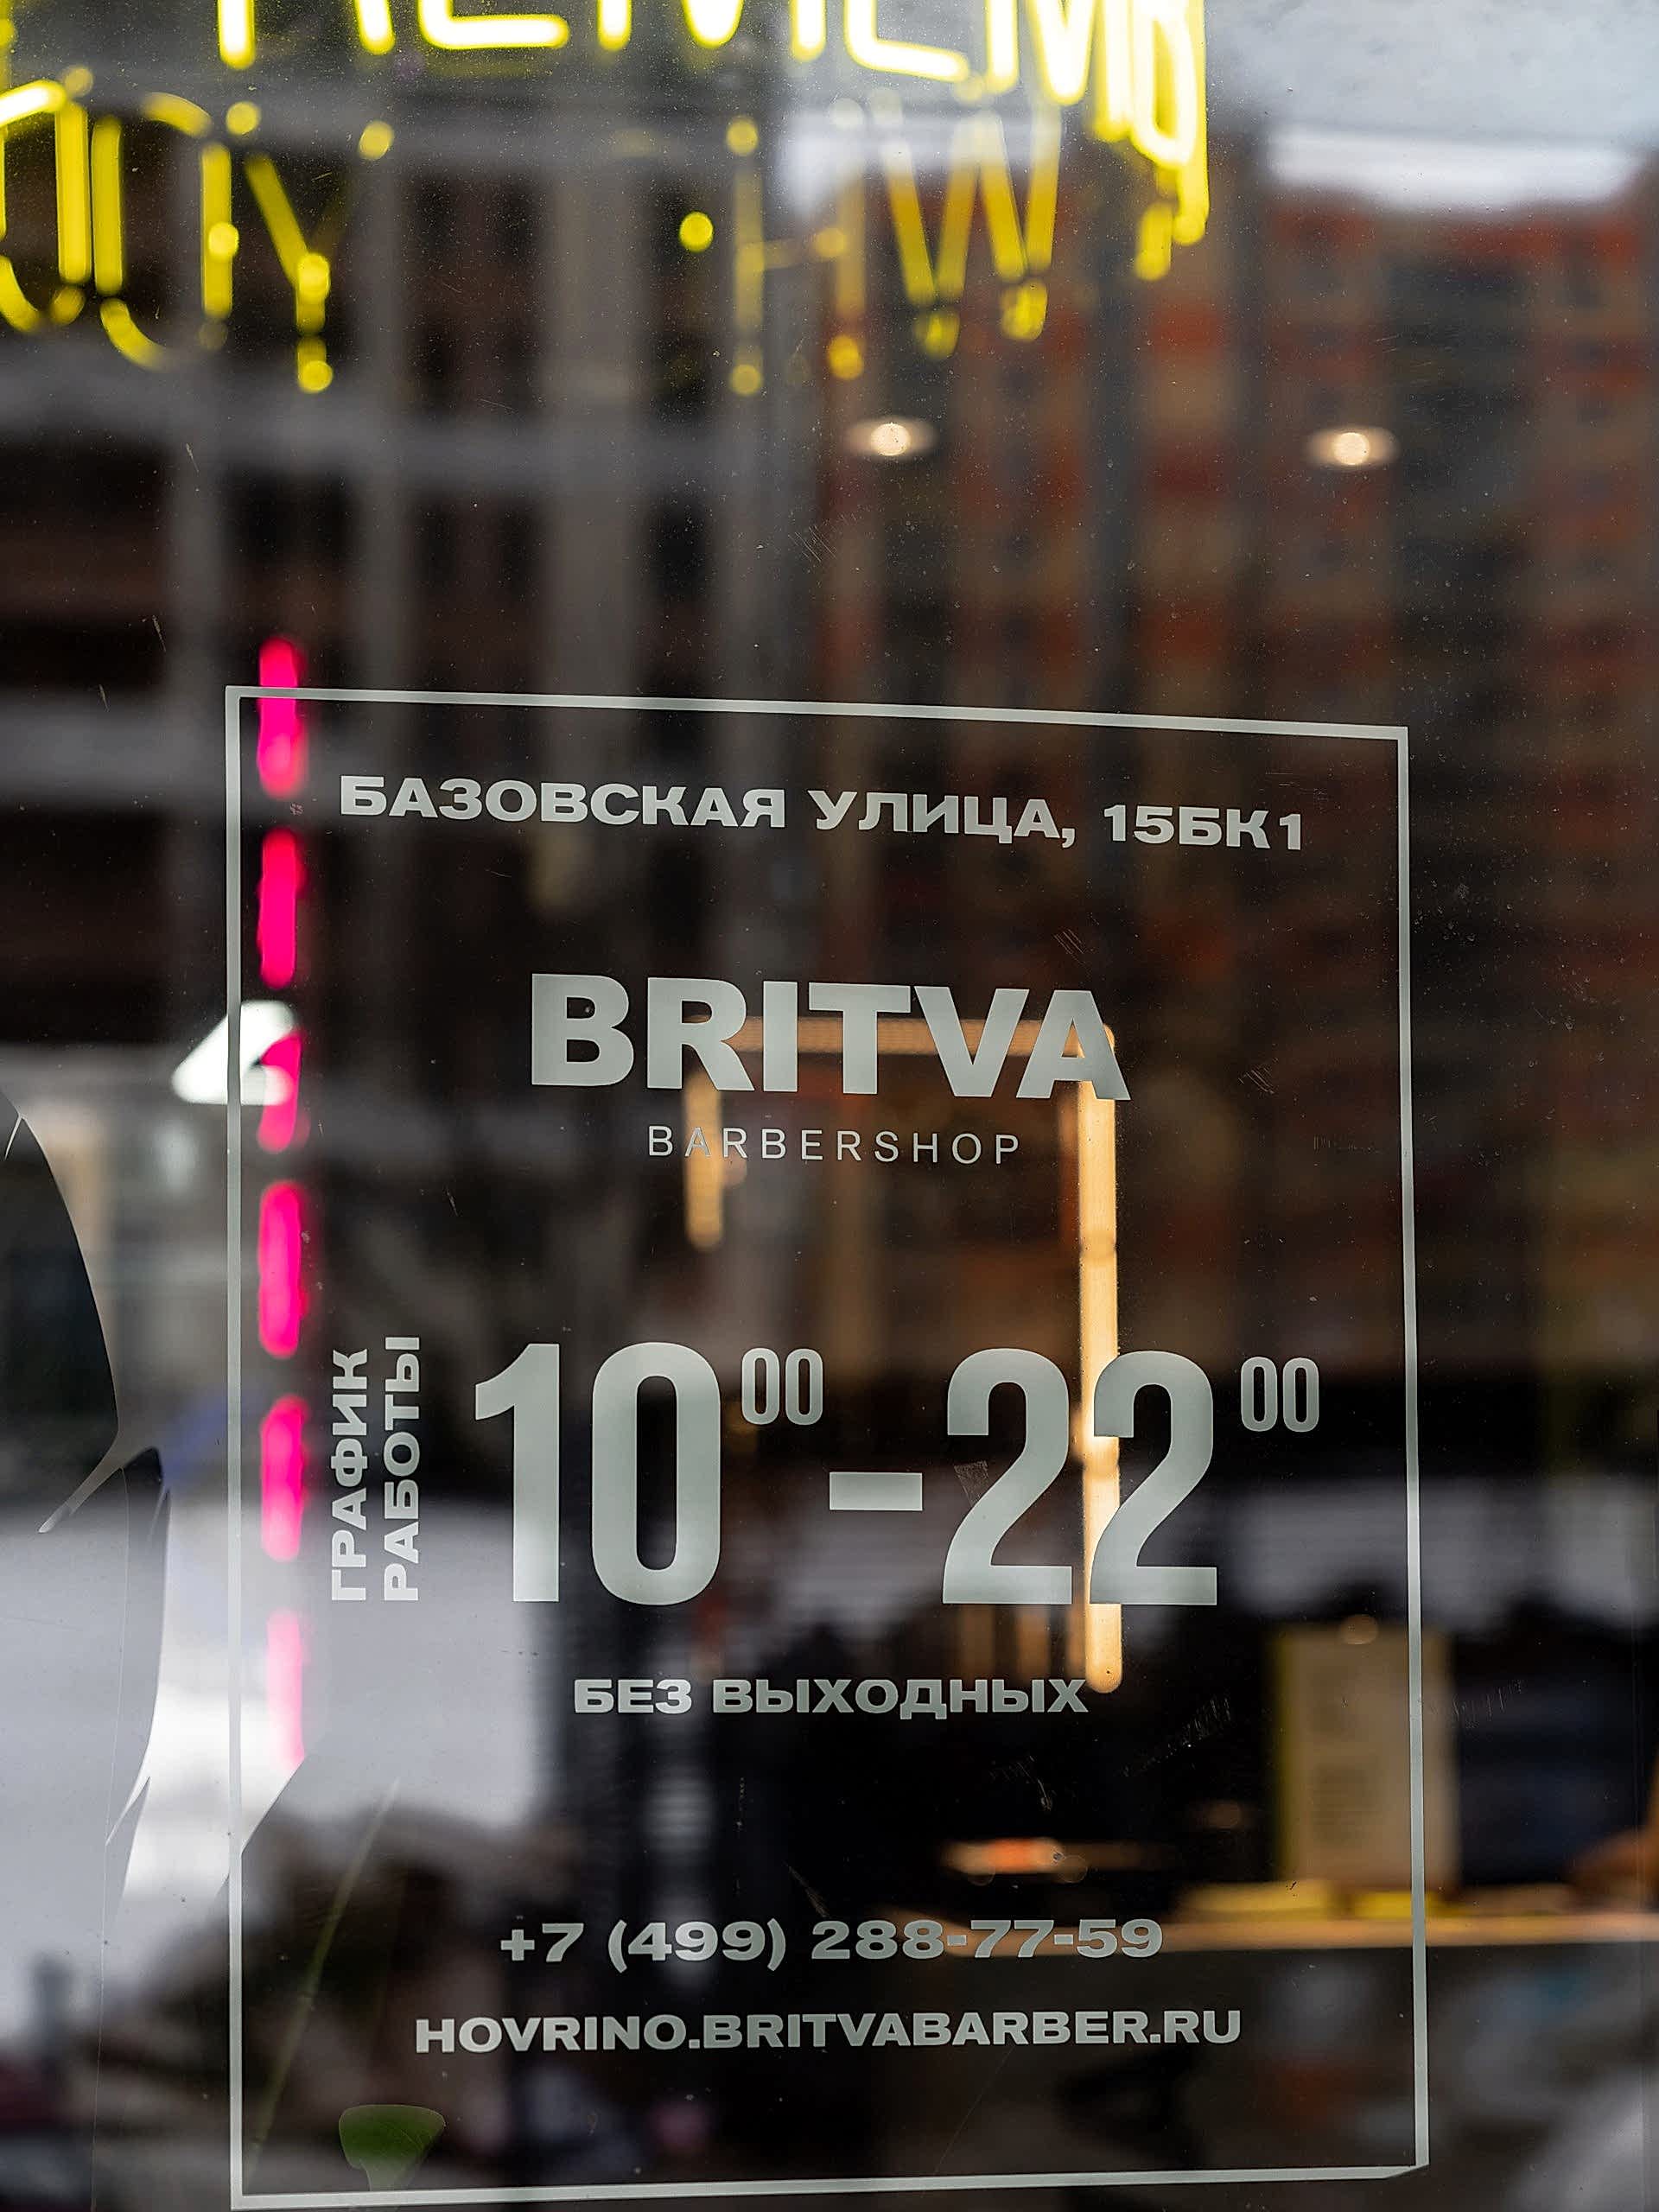 БАЗОВСКАЯ УЛИЦА, 15БК1
BRITVA
BARBERSHOP
ГРАФИК
РАБОТЫ
10⁰⁰-22⁰⁰
БЕЗ ВЫХОДНЫХ
+7 (499) 288-77-59
HOVRINO.BRITVABARBER.RU